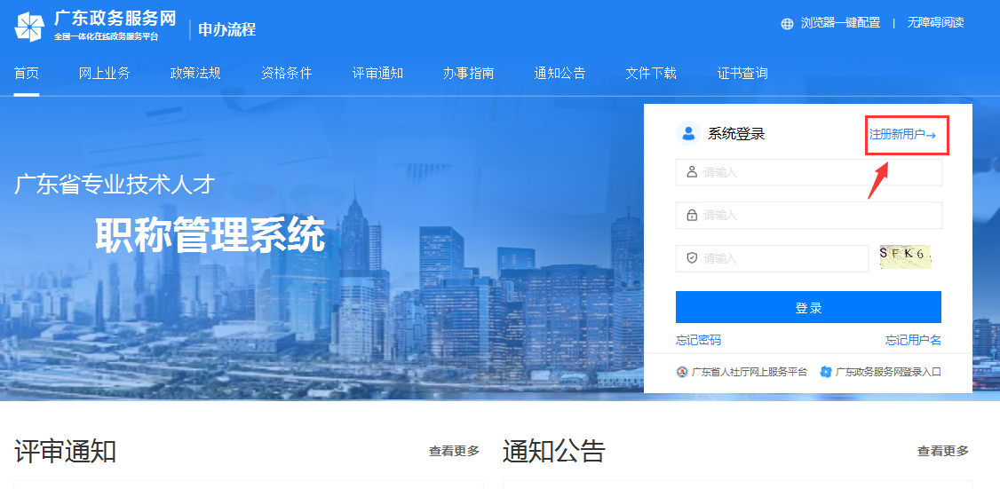 广东政务服务网
全国一体化在线政务服务平台
申办流程
浏览器一键配置 | 无障碍阅读
首页 网上业务 政策法规 资格条件 评审通知 办事指南 通知公告 文件下载 证书查询
系统登录
注册新用户→
请输入
广东省专业技术人才
职称管理系统
请输入
请输入
SFK6
登录
忘记密码 忘记用户名
广东省人社厅网上服务平台 广东政务服务网登录入口
评审通知 查看更多 通知公告 查看更多